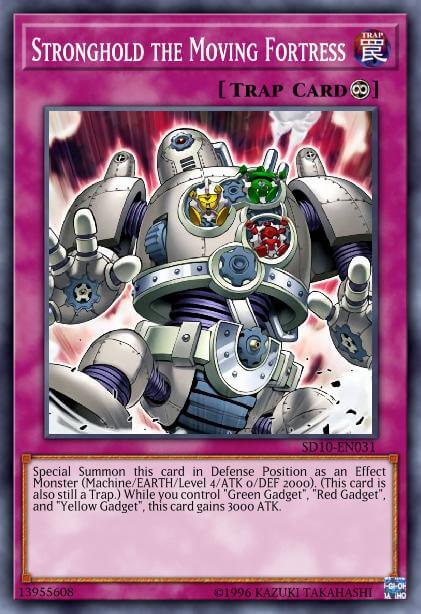 STRONGHOLD THE MOVING FORTRESS
TRAP
罠
[TRAP CARD∞]
SD10-EN031
Special Summon this card in Defense Position as an Effect
Monster (Machine/EARTH/Level 4/ATK 0/DEF 2000). (This card is
also still a Trap.) While you control "Green Gadget", "Red Gadget",
and "Yellow Gadget", this card gains 3000 ATK.
13955608
©1996 KAZUKI TAKAHASHI